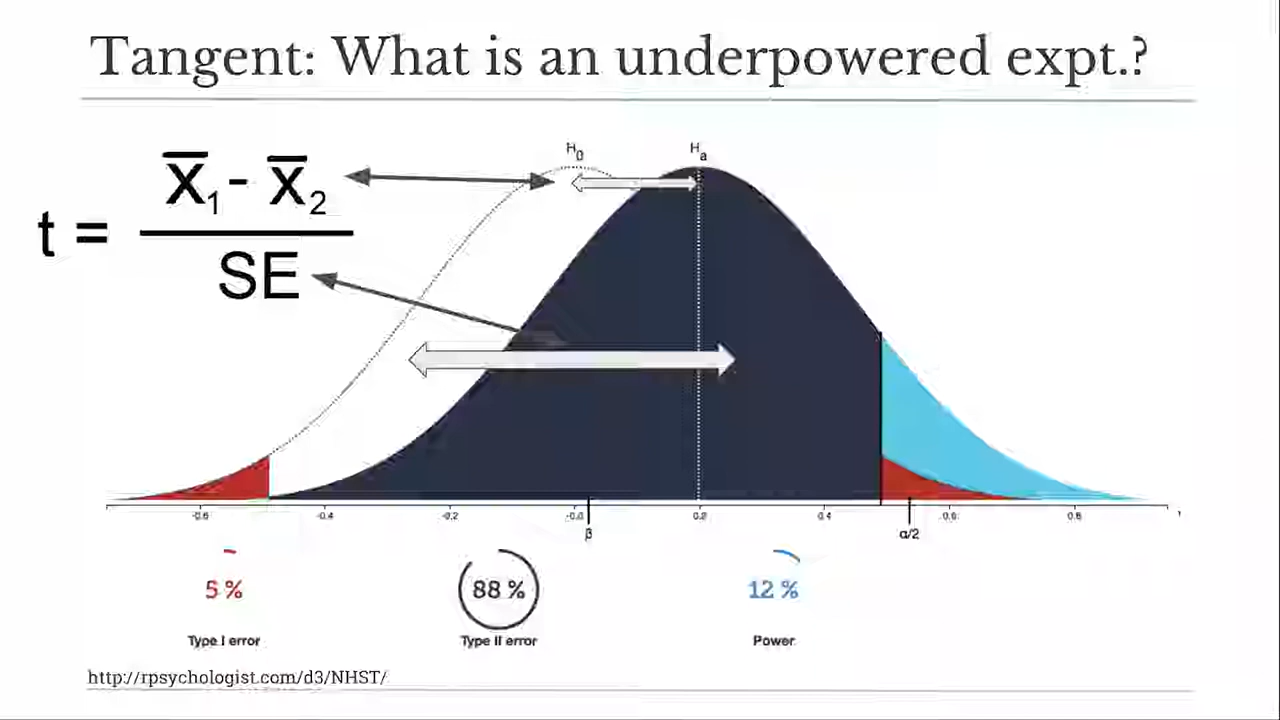 Tangent: What is an underpowered expt.?
t = (x̅₁ - x̅₂) / SE
H₀
Hₐ
-0.6 -0.4 -0.2 -0.0 0.2 0.4 0.6 0.8
β
α/2
5 % 88 % 12 %
Type I error Type II error Power
http://rpsychologist.com/d3/NHST/